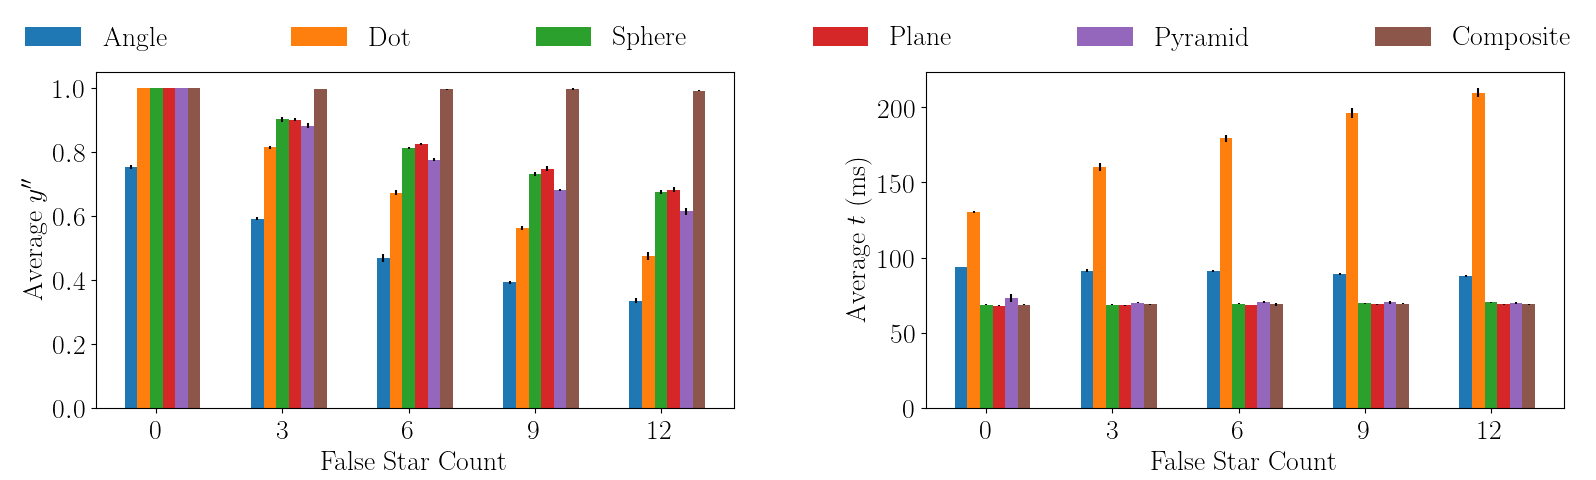 Angle Dot Sphere Plane Pyramid Composite
1.0
0.8
0.6
0.4
0.2
0.0
Average y″
0 3 6 9 12
False Star Count
200
150
100
50
0
Average t (ms)
0 3 6 9 12
False Star Count